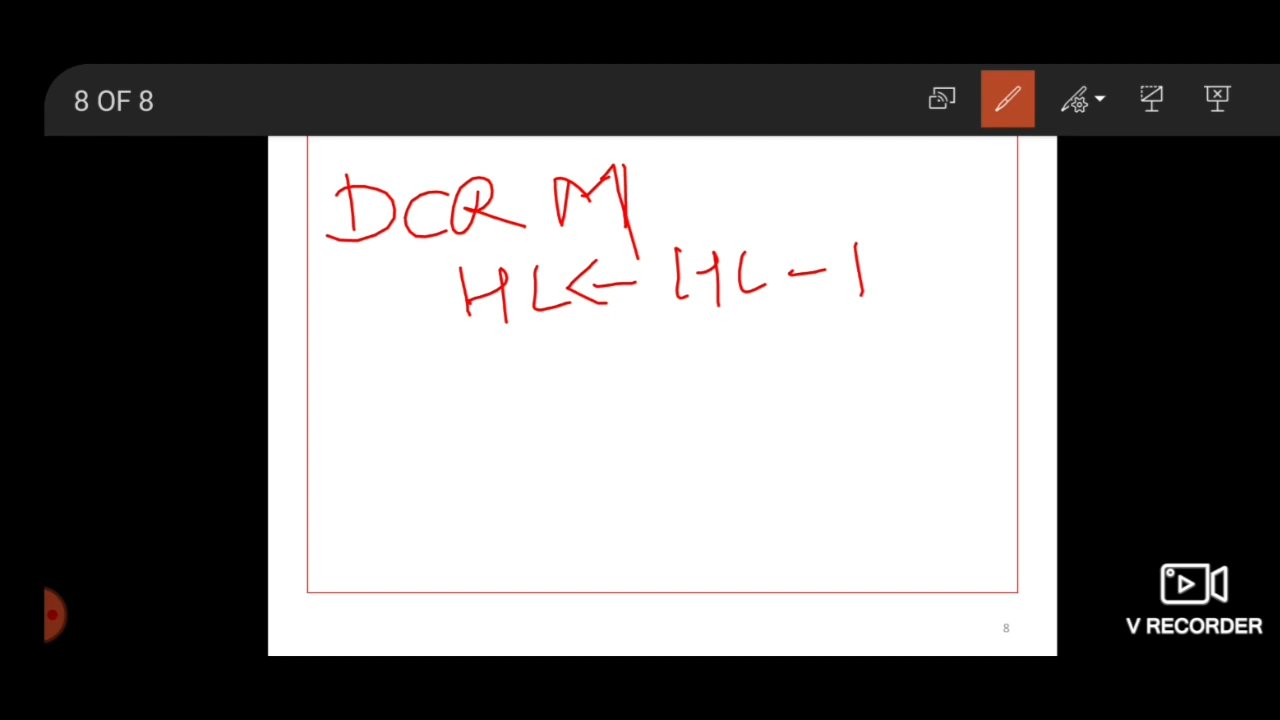 8 OF 8
DCR M
HL ← HL - 1
8
V RECORDER